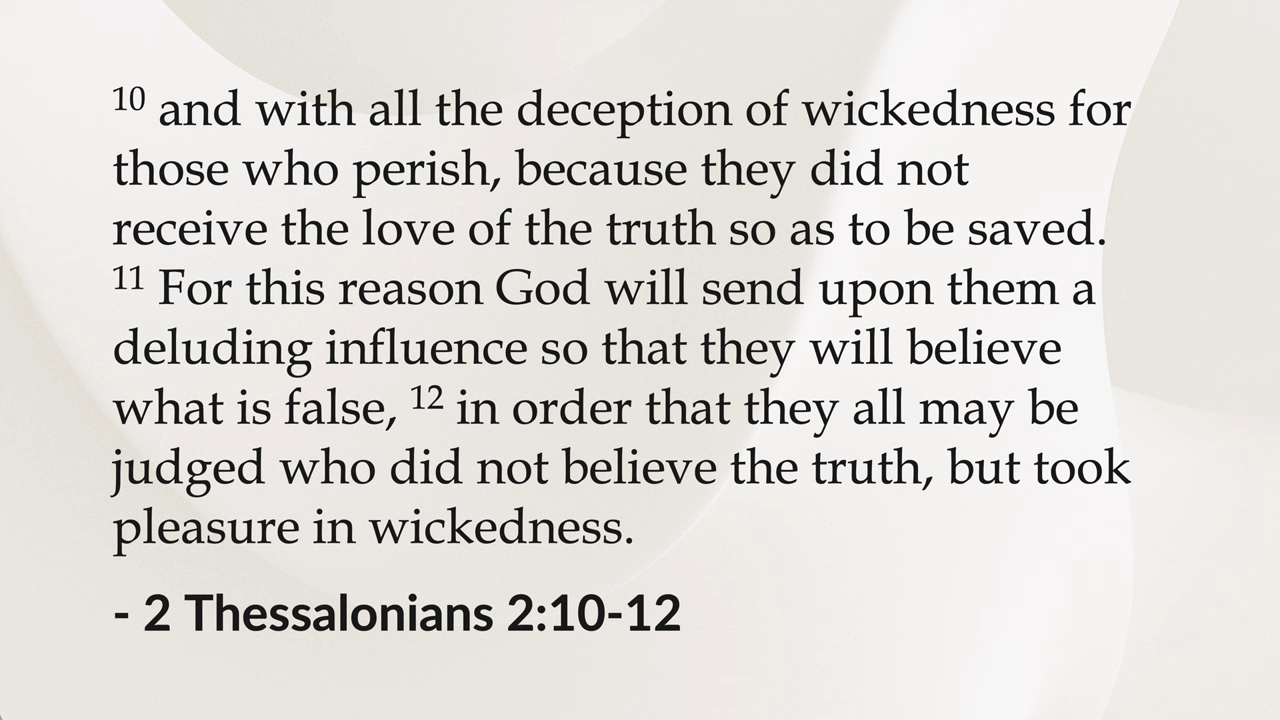 10 and with all the deception of wickedness for
those who perish, because they did not
receive the love of the truth so as to be saved.
11 For this reason God will send upon them a
deluding influence so that they will believe
what is false, 12 in order that they all may be
judged who did not believe the truth, but took
pleasure in wickedness.
- 2 Thessalonians 2:10-12